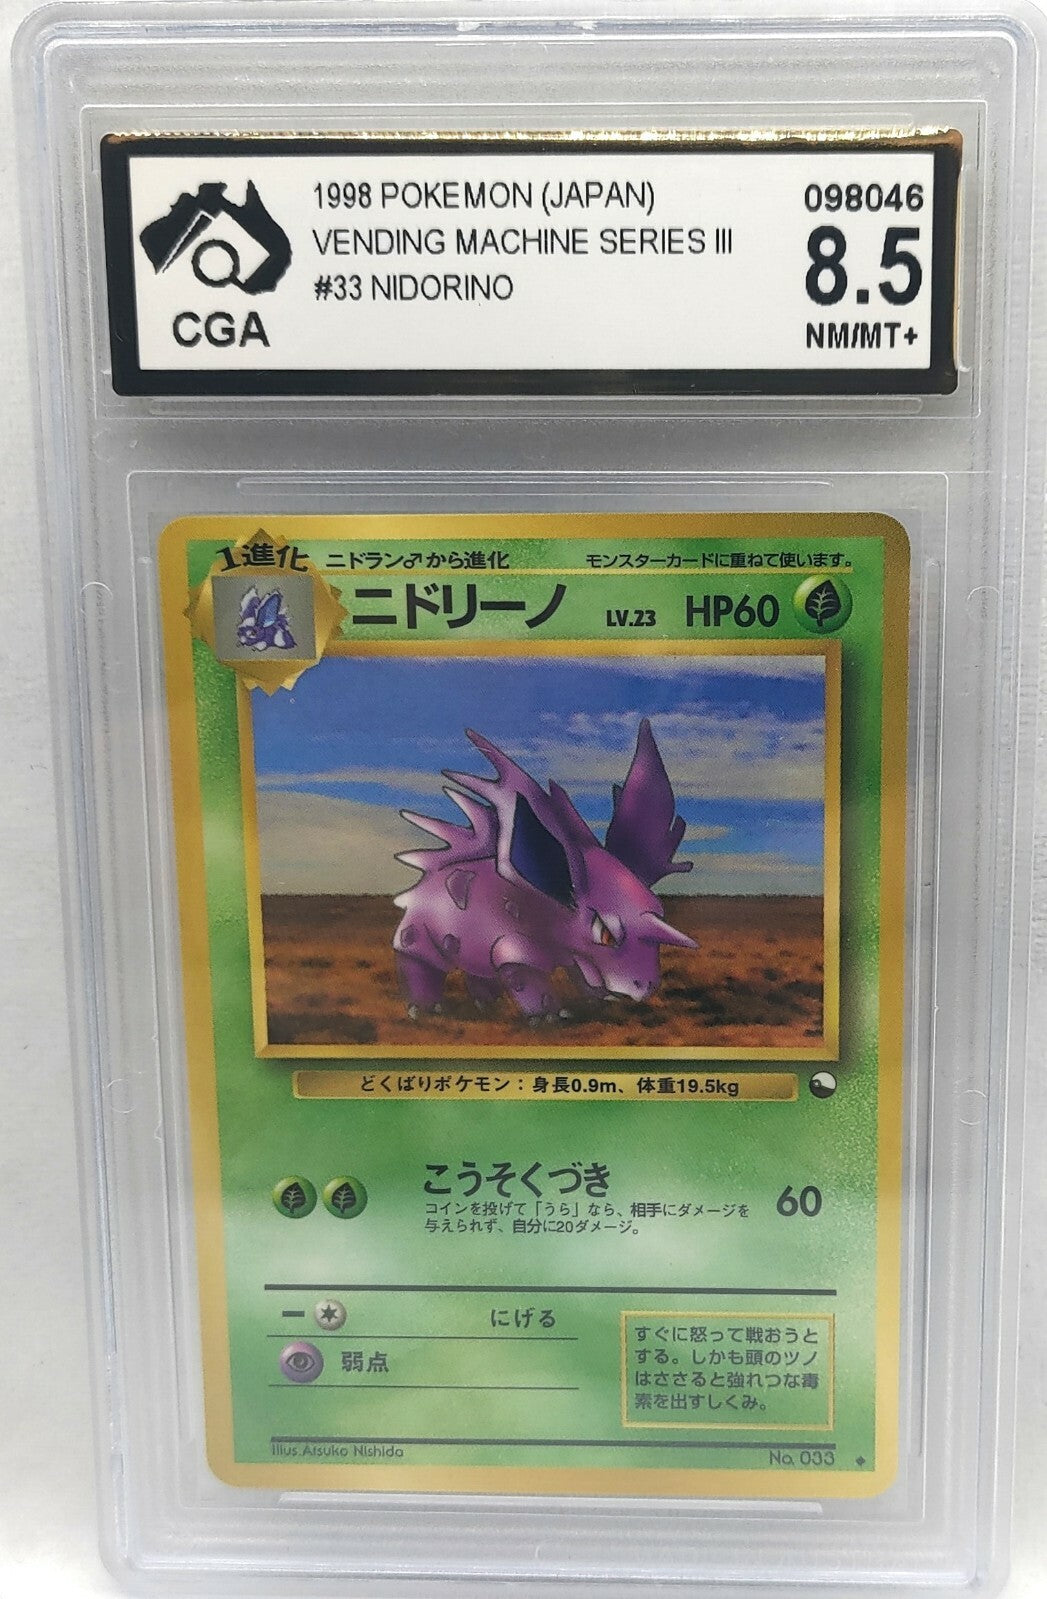 1998 POKEMON (JAPAN)
098046
VENDING MACHINE SERIES III
8.5
#33 NIDORINO
NM/MT+
CGA
1進化
ニドラン♂から進化
モンスターカードに重ねて使います。
ニドリーノ LV.23 HP60
どくばりポケモン：身長0.9m、体重19.5kg
こうそくづき
60
コインを投げて「うら」なら、相手にダメージを
与えられず、自分に20ダメージ。
ー にげる
弱点
すぐに怒って戦おうと
する。しかも頭のツノ
はささると強れつな毒
素を出すしくみ。
Illus. Atsuko Nishida
No. 033